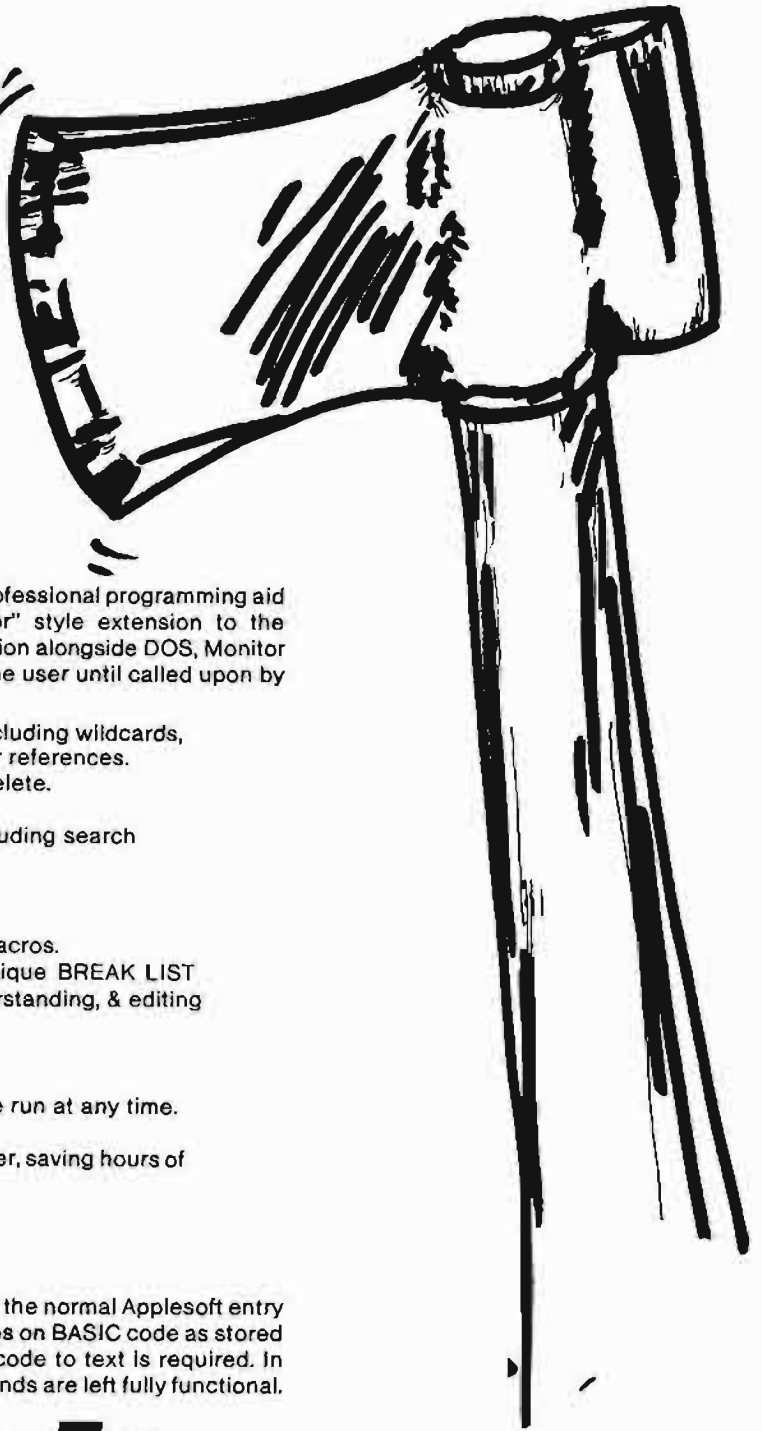 ofessional programming aid
or" style extension to the
ion alongside DOS, Monitor
e user until called upon by
cluding wildcards,
r references.
elete.
uding search
acros.
ique BREAK LIST
rstanding, & editing
e run at any time.
er, saving hours of
the normal Applesoft entry
es on BASIC code as stored
code to text is required. In
nds are left fully functional.